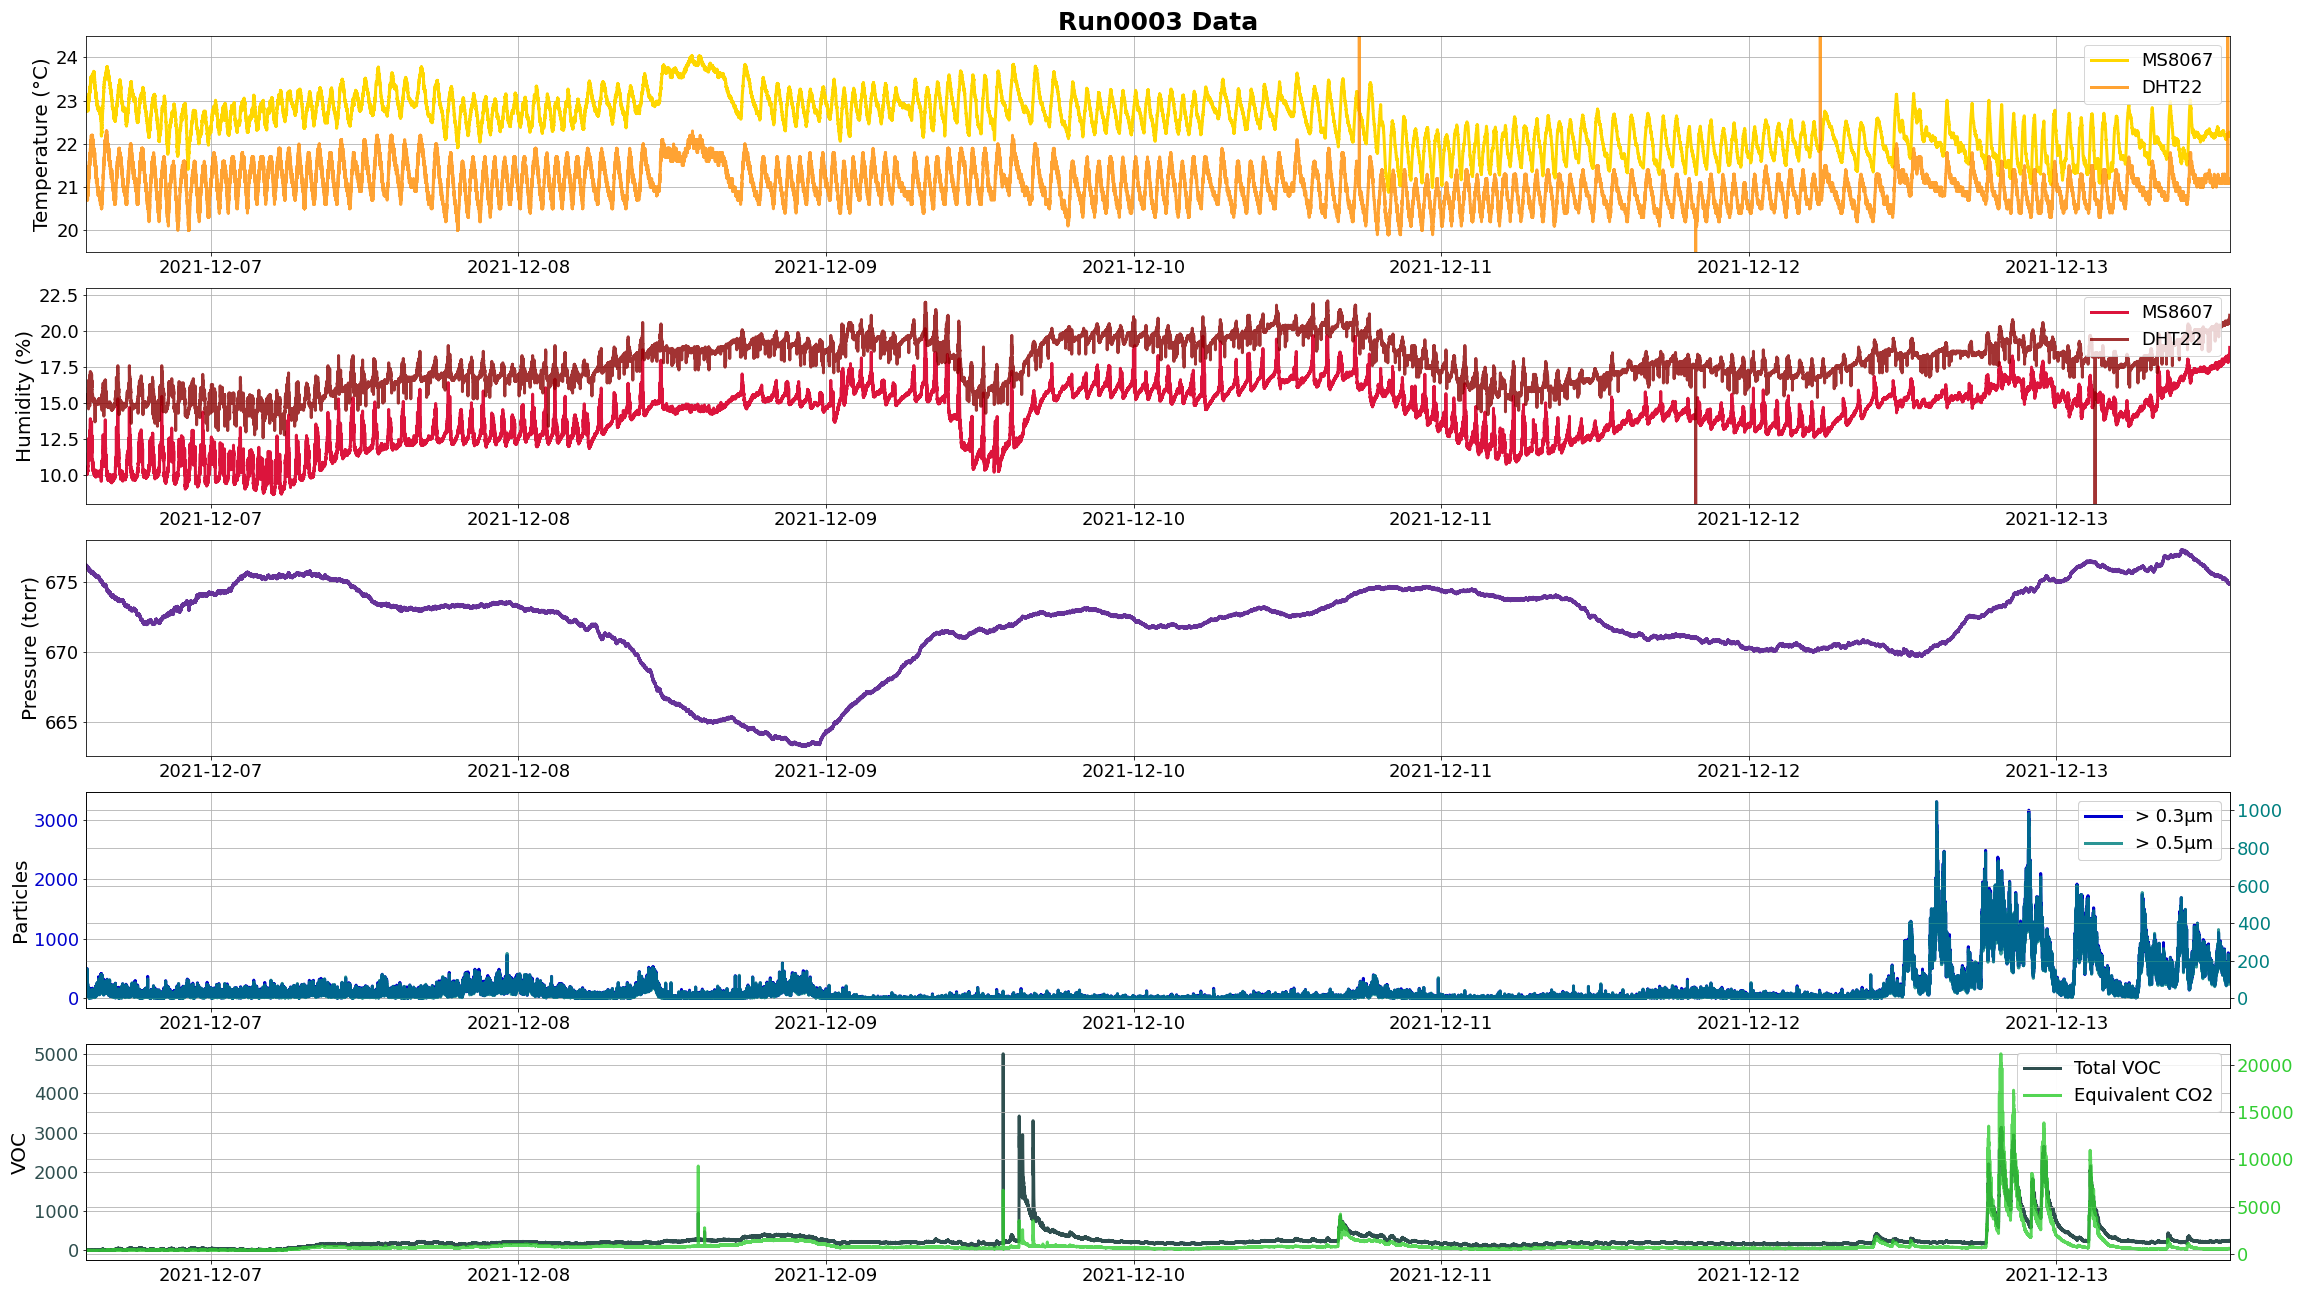 Run0003 Data
Temperature (°C)
24
23
22
21
20
MS8067
DHT22
2021-12-07 2021-12-08 2021-12-09 2021-12-10 2021-12-11 2021-12-12 2021-12-13
Humidity (%)
22.5
20.0
17.5
15.0
12.5
10.0
MS8607
DHT22
2021-12-07 2021-12-08 2021-12-09 2021-12-10 2021-12-11 2021-12-12 2021-12-13
Pressure (torr)
675
670
665
2021-12-07 2021-12-08 2021-12-09 2021-12-10 2021-12-11 2021-12-12 2021-12-13
Particles
3000
2000
1000
0
> 0.3μm
> 0.5μm
1000
800
600
400
200
0
2021-12-07 2021-12-08 2021-12-09 2021-12-10 2021-12-11 2021-12-12 2021-12-13
VOC
5000
4000
3000
2000
1000
0
Total VOC
Equivalent CO2
20000
15000
10000
5000
0
2021-12-07 2021-12-08 2021-12-09 2021-12-10 2021-12-11 2021-12-12 2021-12-13